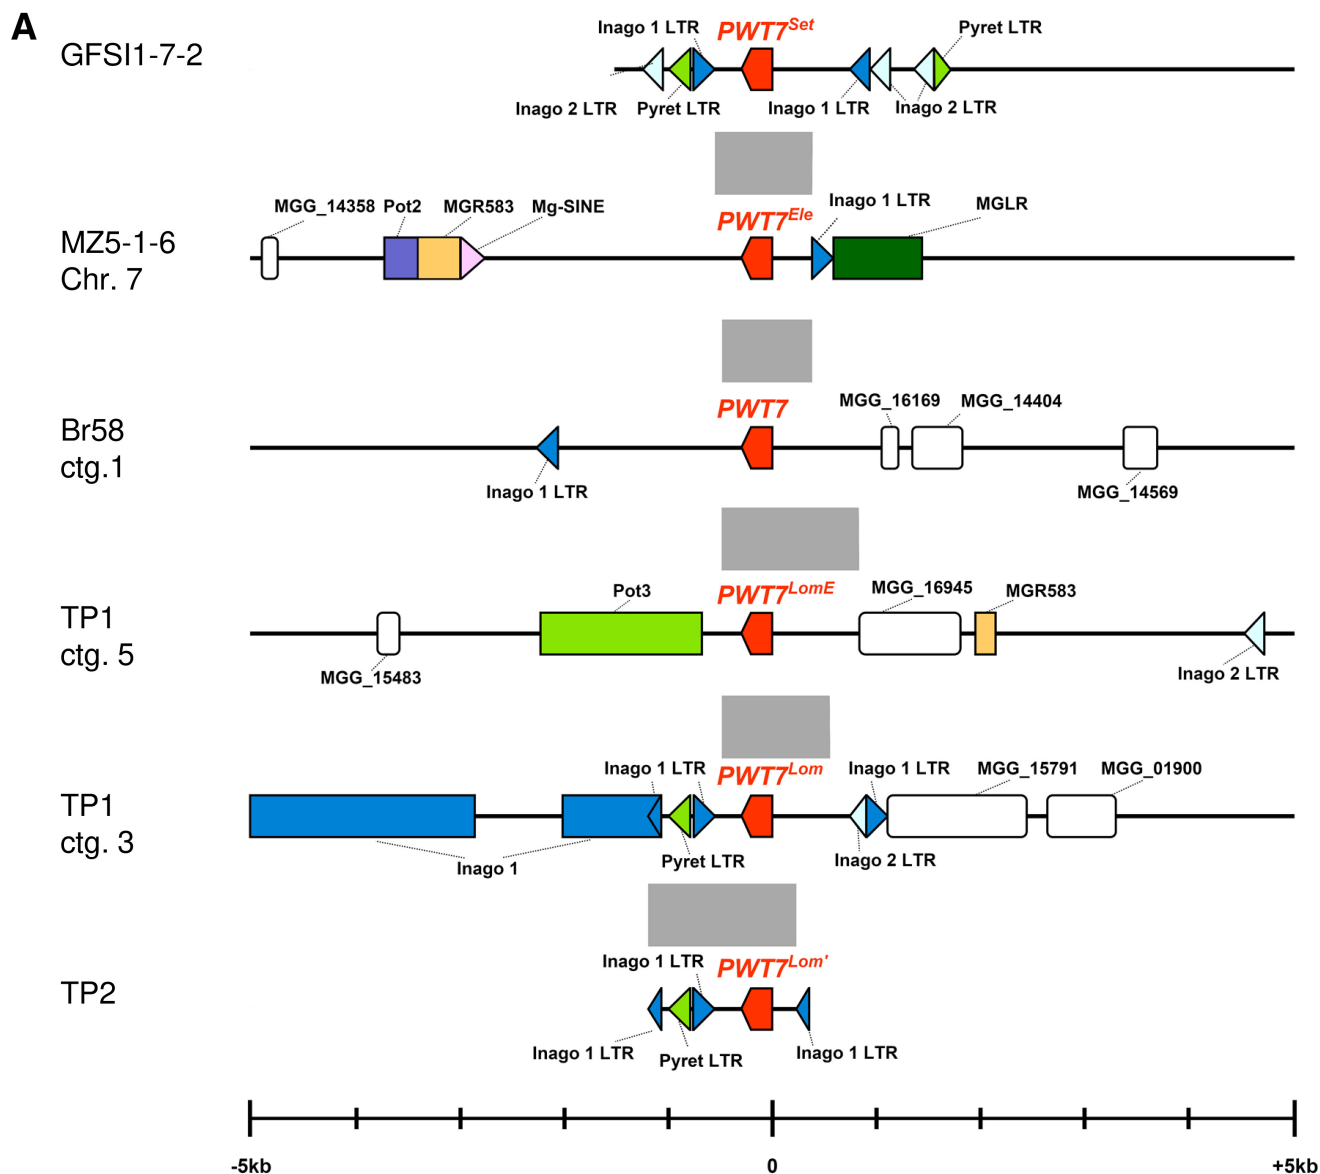 A
GFSI1-7-2
Inago 1 LTR
PWT7Set
Pyret LTR
Inago 2 LTR
Pyret LTR
Inago 1 LTR
Inago 2 LTR
MZ5-1-6
Chr. 7
MGG_14358
Pot2
MGR583
Mg-SINE
PWT7Ele
Inago 1 LTR
MGLR
Br58
ctg.1
PWT7
MGG_16169
MGG_14404
Inago 1 LTR
MGG_14569
TP1
ctg. 5
Pot3
PWT7LomE
MGG_16945
MGR583
MGG_15483
Inago 2 LTR
TP1
ctg. 3
Inago 1 LTR
PWT7Lom
Inago 1 LTR
MGG_15791
MGG_01900
Inago 1
Pyret LTR
Inago 2 LTR
TP2
Inago 1 LTR
PWT7Lom'
Inago 1 LTR
Pyret LTR
Inago 1 LTR
-5kb
0
+5kb